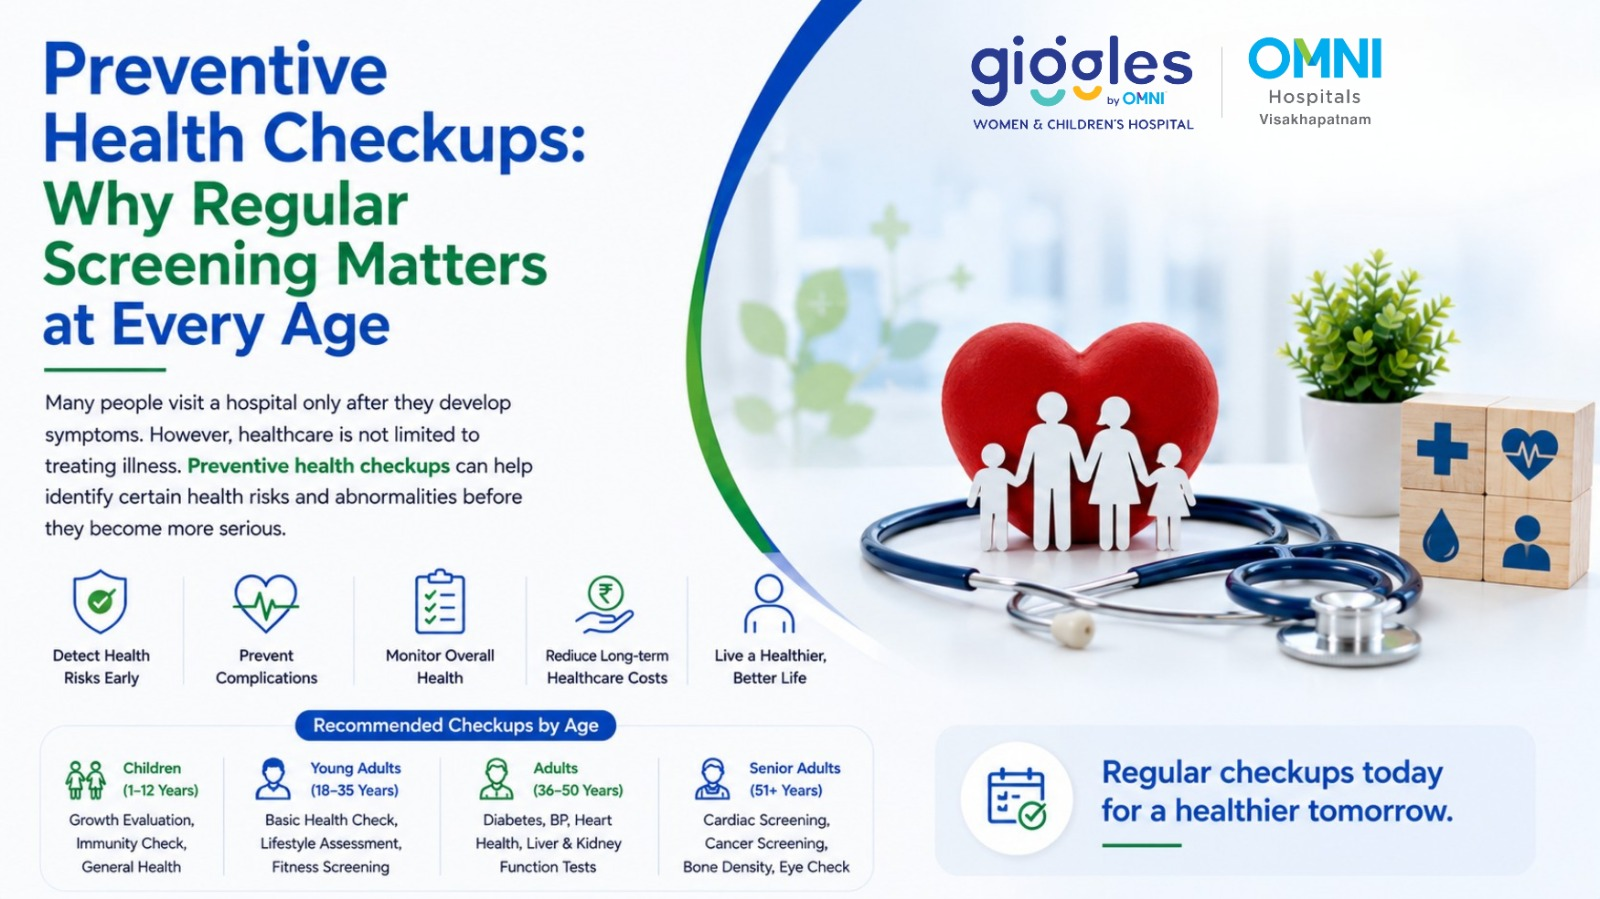 Preventive
Health Checkups:
Why Regular
Screening Matters
at Every Age
Many people visit a hospital only after they develop
symptoms. However, healthcare is not limited to
treating illness. Preventive health checkups can help
identify certain health risks and abnormalities before
they become more serious.
Detect Health
Risks Early
Prevent
Complications
Monitor Overall
Health
Rediuce Long-term
Healthcare Costs
Live a Healthier,
Better Life
Recommended Checkups by Age
Children
(1–12 Years)
Growth Evaluation,
Immunity Check,
General Health
Young Adults
(18–35 Years)
Basic Health Check,
Lifestyle Assessment,
Fitness Screening
Adults
(36–50 Years)
Diabetes, BP, Heart
Health, Liver & Kidney
Function Tests
Senior Adults
(51+ Years)
Cardiac Screening,
Cancer Screening,
Bone Density, Eye Check
giggles
by OMNI
WOMEN & CHILDREN'S HOSPITAL
OMNI
Hospitals
Visakhapatnam
Regular checkups today
for a healthier tomorrow.